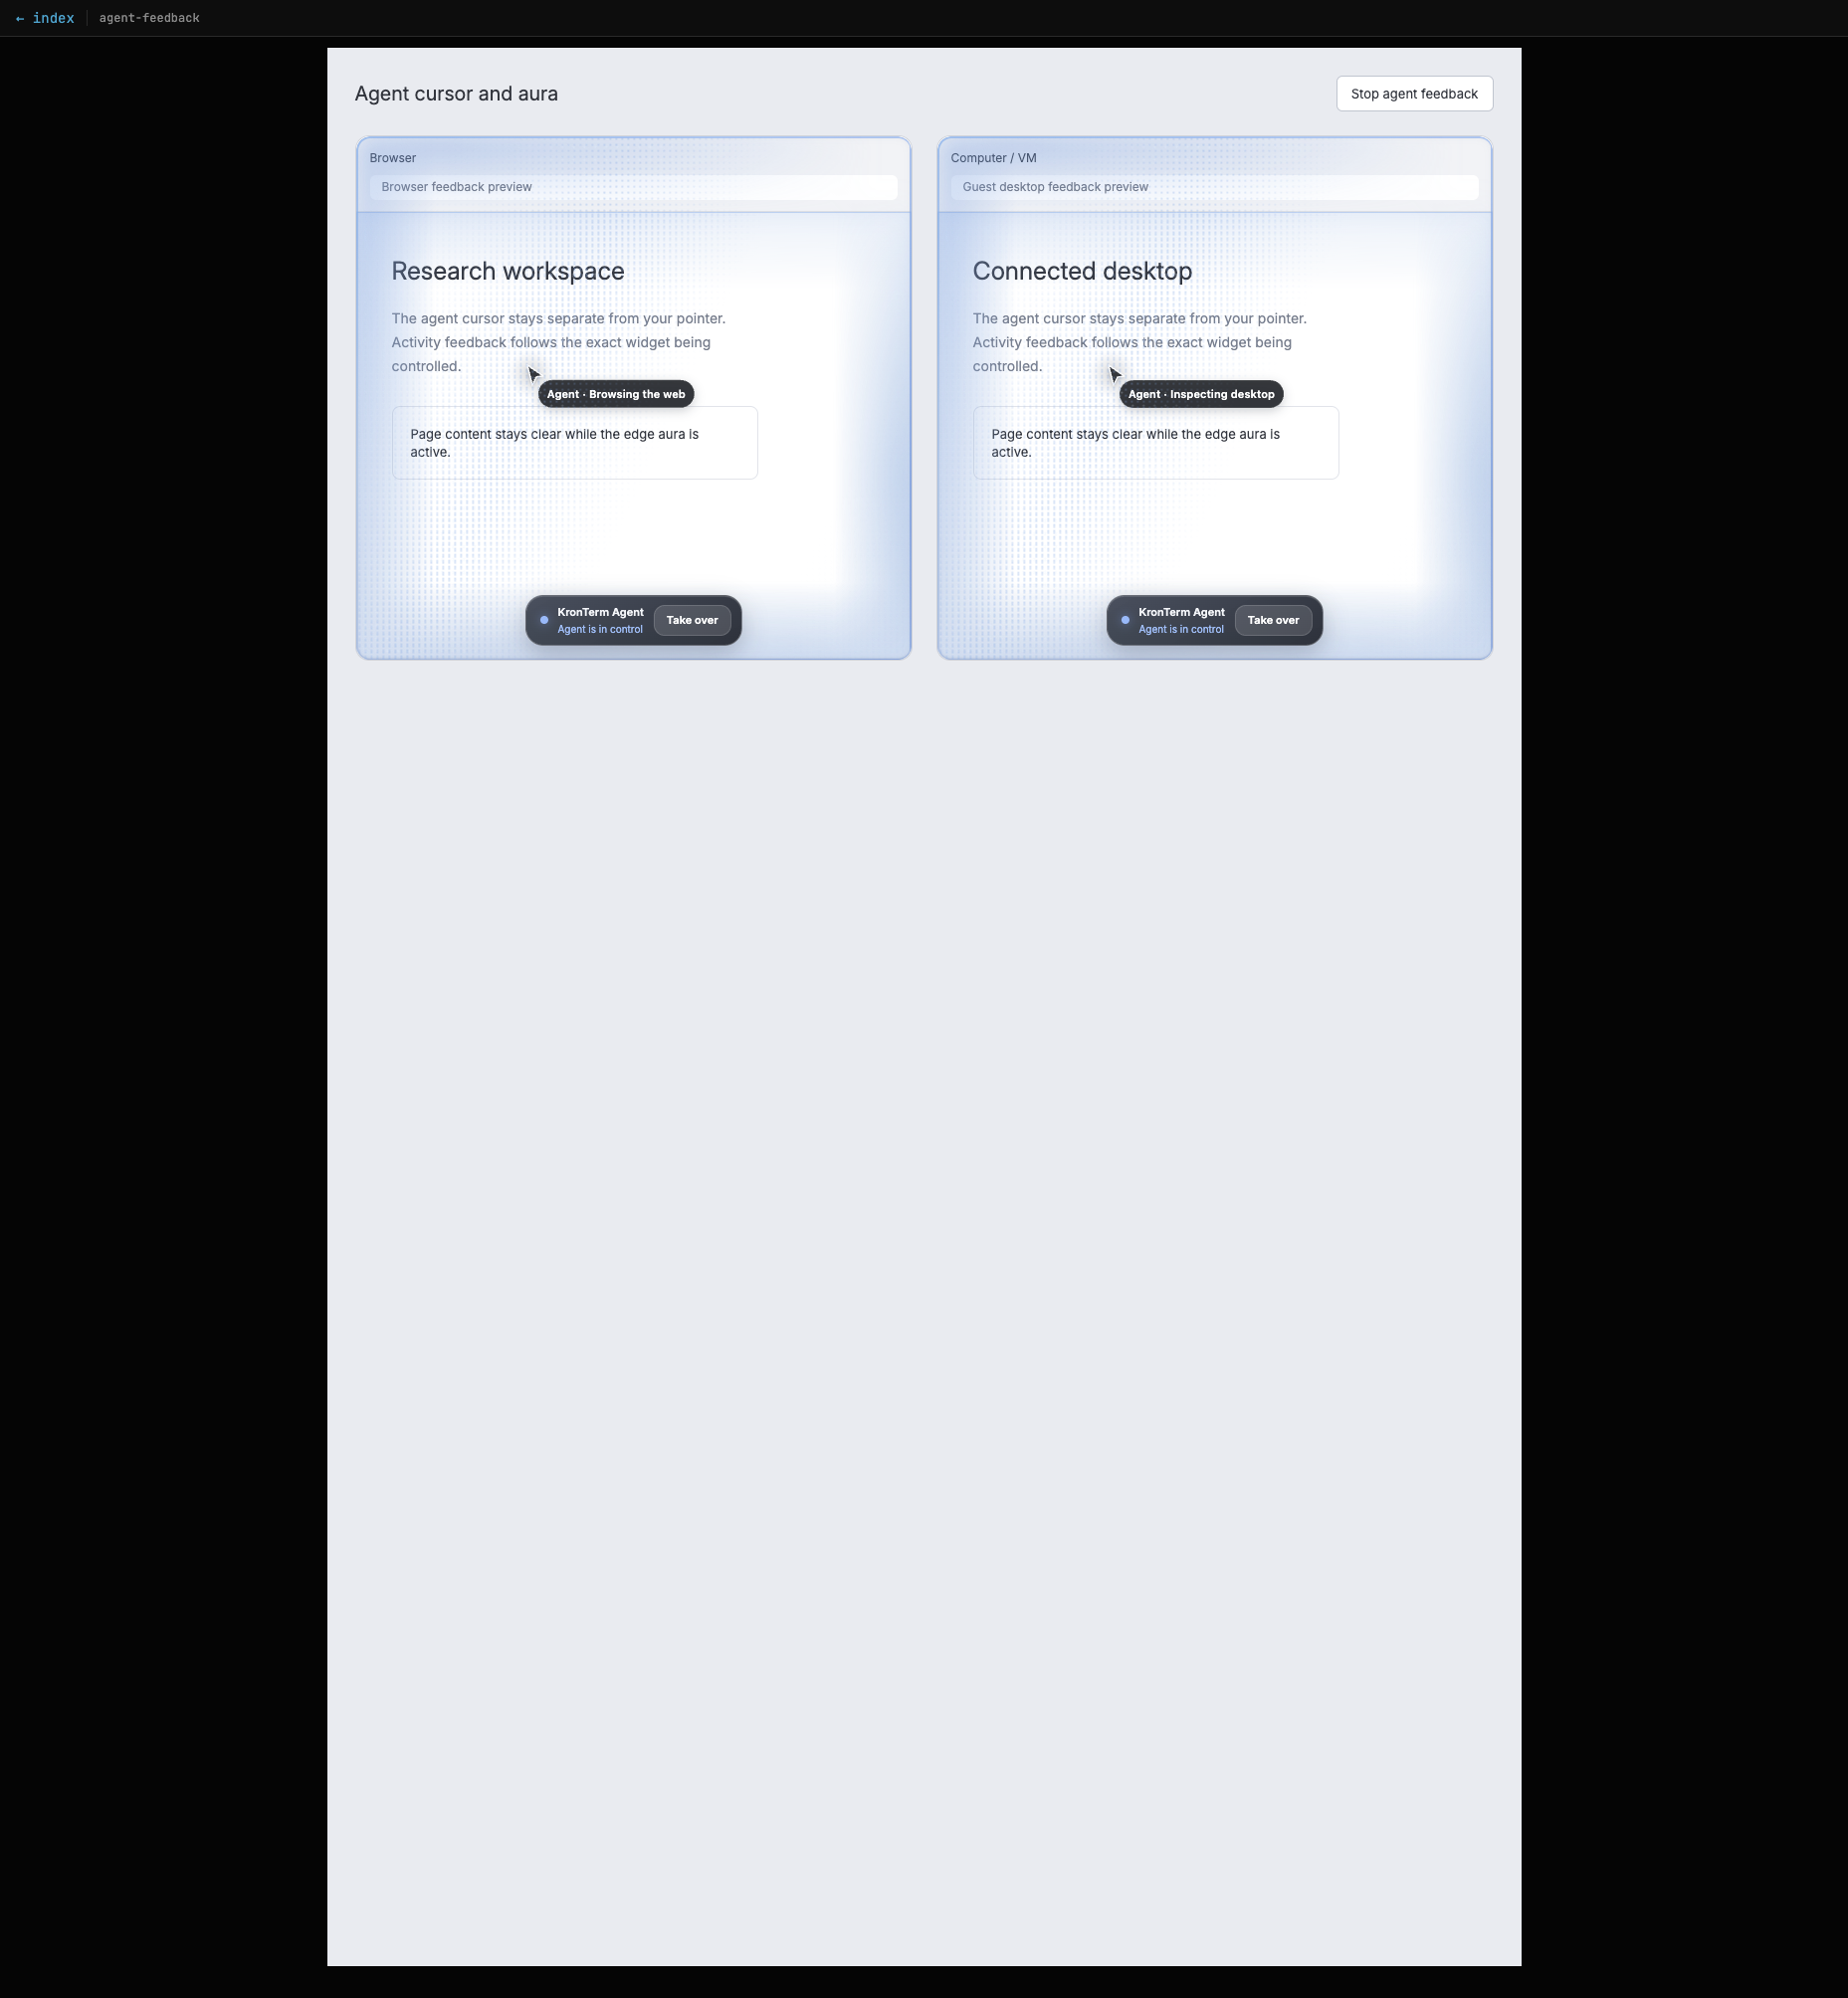 ← index
agent-feedback
Agent cursor and aura
Stop agent feedback
Browser
Browser feedback preview
Research workspace
The agent cursor stays separate from your pointer.
Activity feedback follows the exact widget being
controlled.
Agent · Browsing the web
Page content stays clear while the edge aura is
active.
KronTerm Agent
Agent is in control
Take over
Computer / VM
Guest desktop feedback preview
Connected desktop
The agent cursor stays separate from your pointer.
Activity feedback follows the exact widget being
controlled.
Agent · Inspecting desktop
Page content stays clear while the edge aura is
active.
KronTerm Agent
Agent is in control
Take over